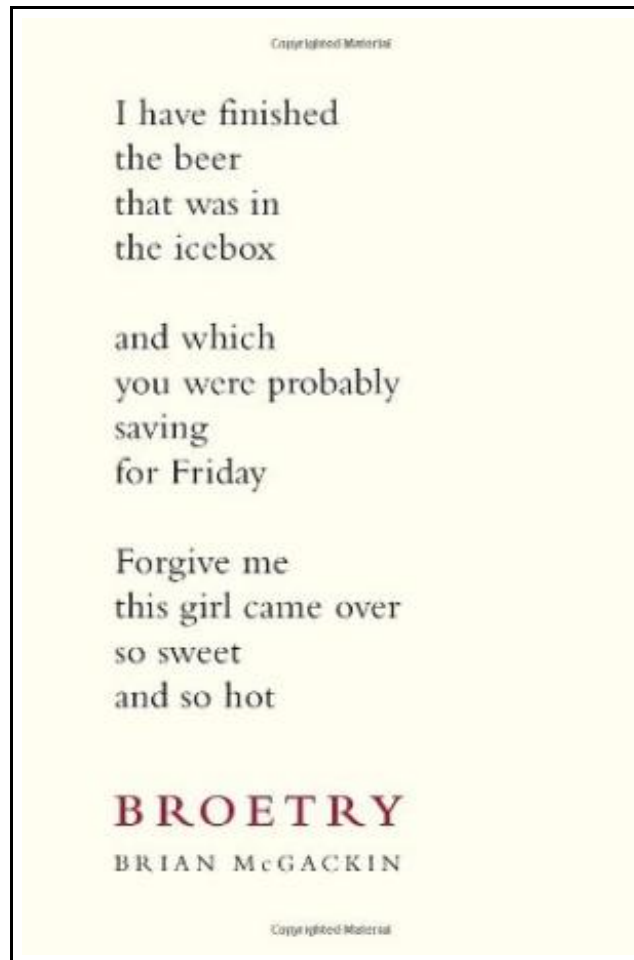 Copyrighted Material
I have finished
the beer
that was in
the icebox
and which
you were probably
saving
for Friday
Forgive me
this girl came over
so sweet
and so hot
BROETRY
BRIAN McGACKIN
Copyrighted Material